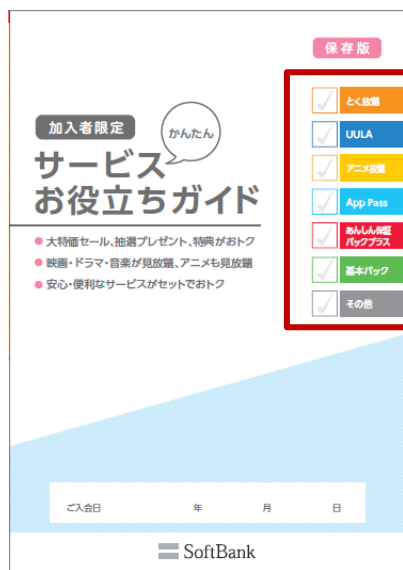 保存版
加入者限定
かんたん
サービス
お役立ちガイド
大特価セール、抽選プレゼント、特典がおトク
映画・ドラマ・音楽が見放題、アニメも見放題
安心・便利なサービスがセットでおトク
とく放題
UULA
アニメ放題
App Pass
あんしん保証
パックプラス
基本パック
その他
ご入会日 年 月 日
SoftBank